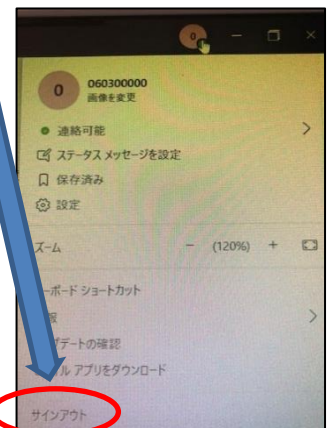 0
0 060300000
画像を変更
連絡可能
ステータス メッセージを設定
保存済み
設定
ズーム - (120%) +
ボード ショートカット
報
プデートの確認
イル アプリをダウンロード
サインアウト